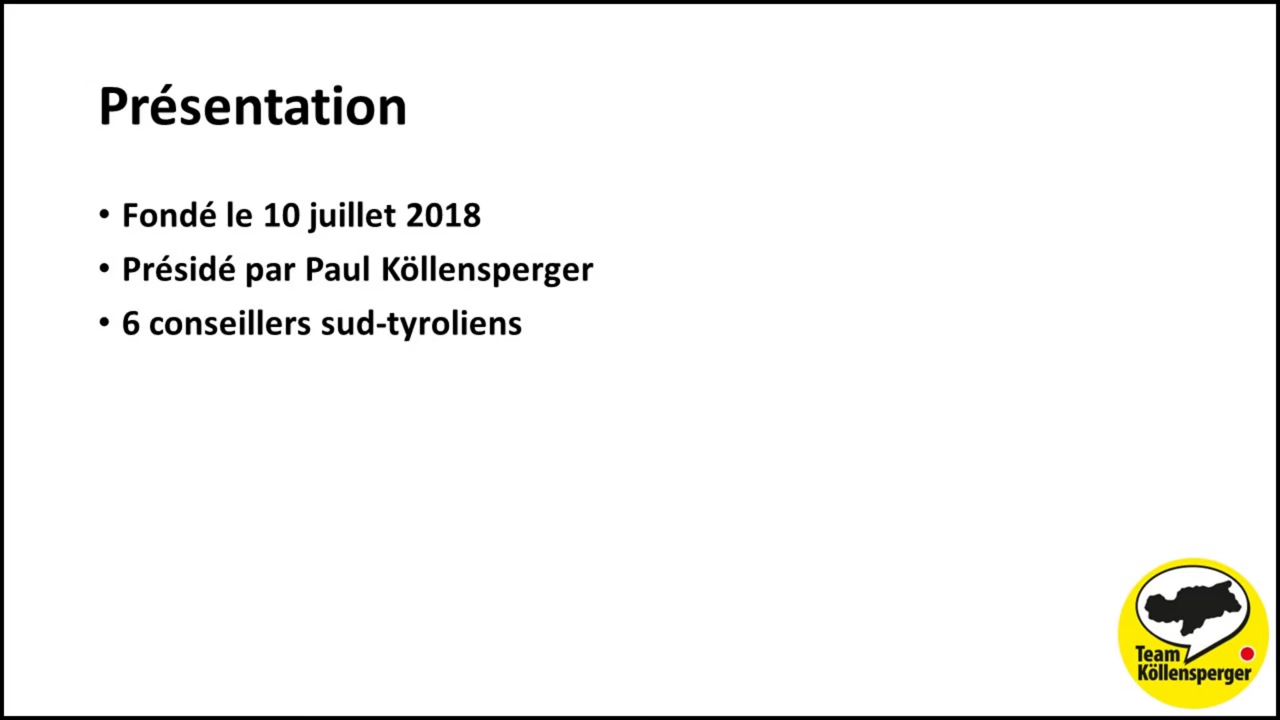 Présentation
• Fondé le 10 juillet 2018
• Présidé par Paul Köllensperger
• 6 conseillers sud-tyroliens
Team
Köllensperger